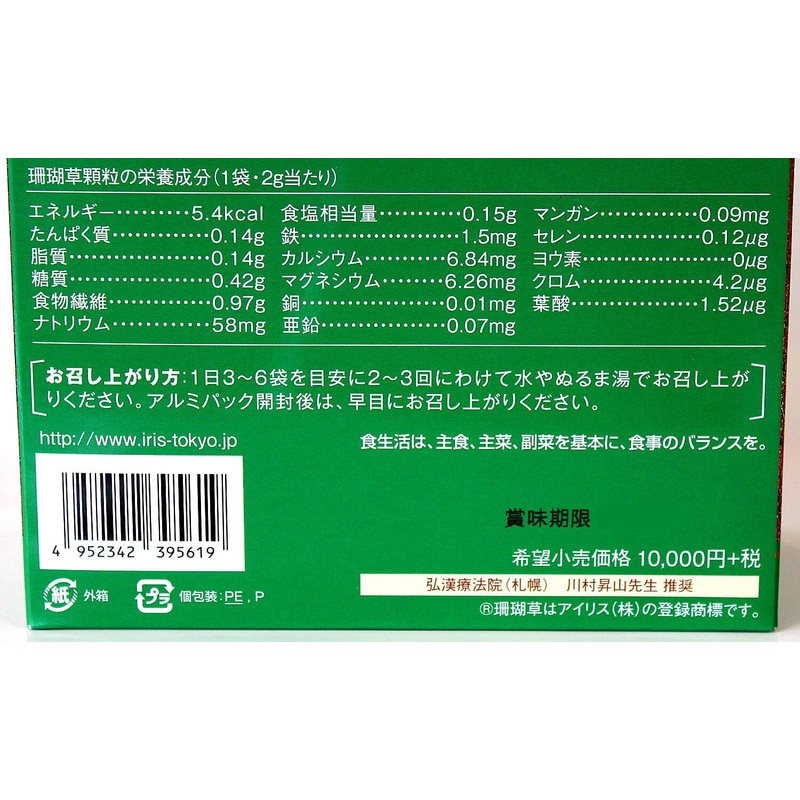 珊瑚草顆粒の栄養成分（1袋・2g当たり）
エネルギー………5.4kcal
たんぱく質………0.14g
脂質………0.14g
糖質………0.42g
食物繊維………0.97g
ナトリウム………58mg
食塩相当量………0.15g
鉄………1.5mg
カルシウム………6.84mg
マグネシウム………6.26mg
銅………0.01mg
亜鉛………0.07mg
マンガン………0.09mg
セレン………0.12μg
ヨウ素………0μg
クロム………4.2μg
葉酸………1.52μg
お召し上がり方：1日3〜6袋を目安に2〜3回にわけて水やぬるま湯でお召し上が
りください。アルミパック開封後は、早目にお召し上がりください。
http://www.iris-tokyo.jp
食生活は、主食、主菜、副菜を基本に、食事のバランスを。
4 952342 395619
賞味期限
希望小売価格 10,000円+税
弘漢療法院（札幌） 川村昇山先生 推奨
紙 外箱
プラ 個包装：PE , P
®珊瑚草はアイリス（株）の登録商標です。